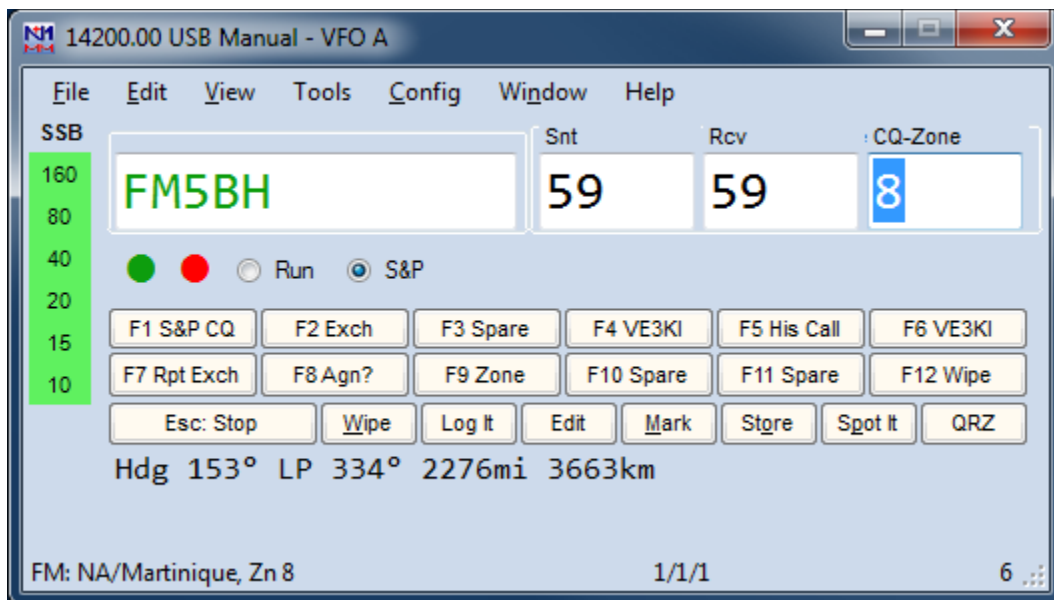 14200.00 USB Manual - VFO A
File Edit View Tools Config Window Help
SSB Snt Rcv CQ-Zone
160 FM5BH 59 59 8
80
40 Run S&P
20
F1 S&P CQ F2 Exch F3 Spare F4 VE3KI F5 His Call F6 VE3KI
15
F7 Rpt Exch F8 Agn? F9 Zone F10 Spare F11 Spare F12 Wipe
10
Esc: Stop Wipe Log It Edit Mark Store Spot It QRZ
Hdg 153° LP 334° 2276mi 3663km
FM: NA/Martinique, Zn 8 1/1/1 6